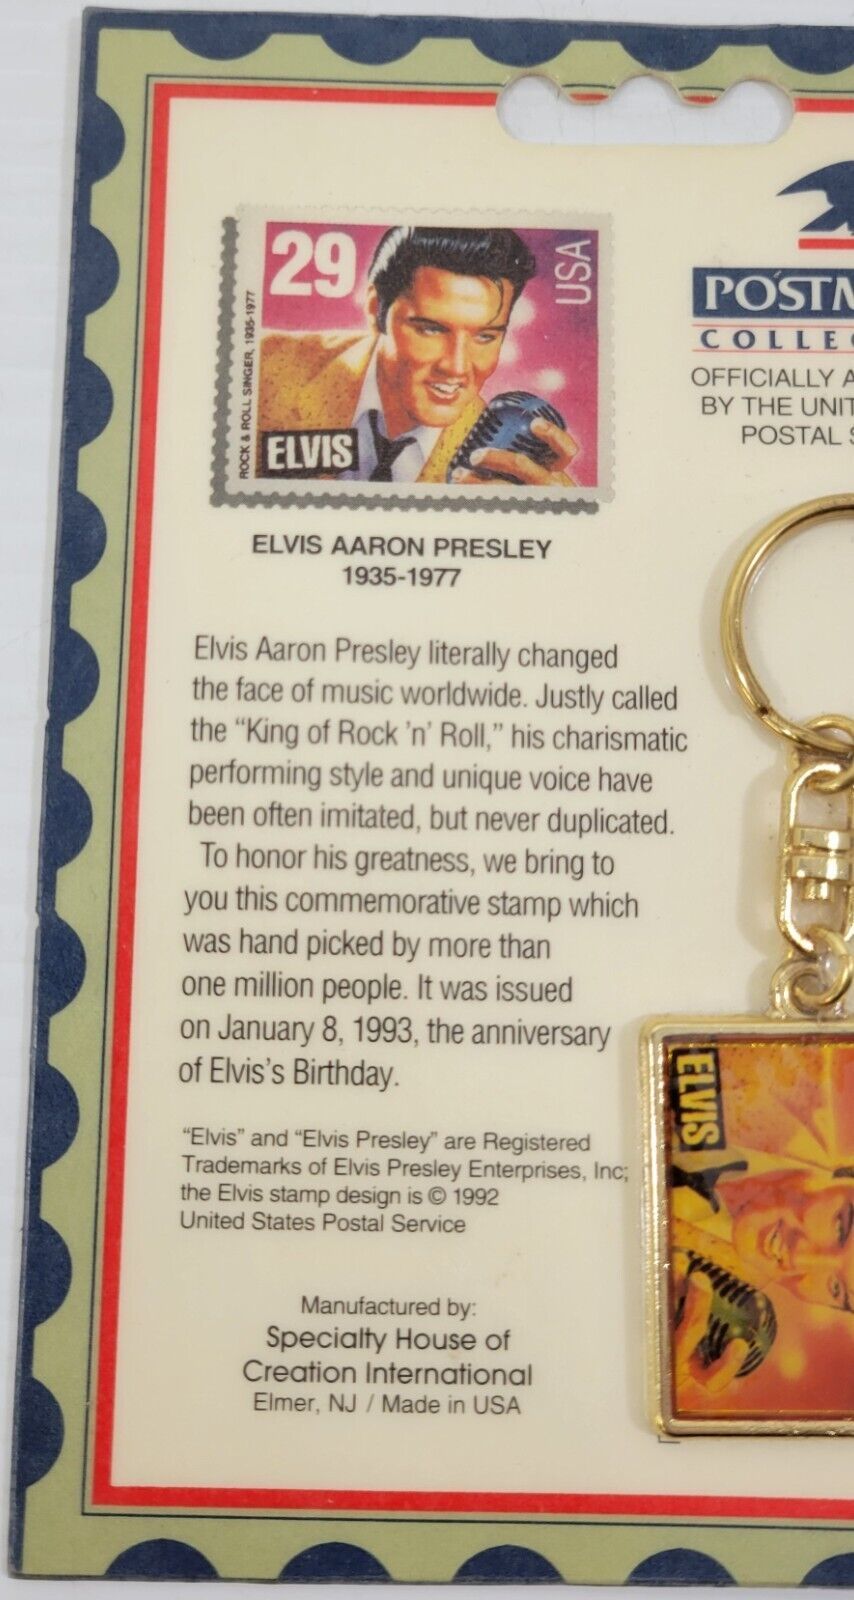 29
USA
ROCK & ROLL SINGER, 1935-1977
ELVIS
ELVIS AARON PRESLEY
1935-1977
Elvis Aaron Presley literally changed
the face of music worldwide. Justly called
the "King of Rock 'n' Roll," his charismatic
performing style and unique voice have
been often imitated, but never duplicated.
To honor his greatness, we bring to
you this commemorative stamp which
was hand picked by more than
one million people. It was issued
on January 8, 1993, the anniversary
of Elvis's Birthday.
"Elvis" and "Elvis Presley" are Registered
Trademarks of Elvis Presley Enterprises, Inc;
the Elvis stamp design is © 1992
United States Postal Service
Manufactured by:
Specialty House of
Creation International
Elmer, NJ / Made in USA
POSTM
COLLEC
OFFICIALLY A
BY THE UNIT
POSTAL S
ELVIS